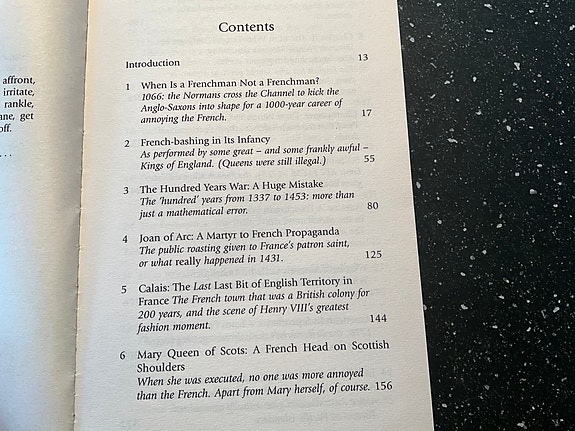 affront,
irritate,
rankle,
get
off.
. . .
Contents
Introduction 13
1 When Is a Frenchman Not a Frenchman?
1066: the Normans cross the Channel to kick the
Anglo-Saxons into shape for a 1000-year career of
annoying the French. 17
2 French-bashing in Its Infancy
As performed by some great – and some frankly awful –
Kings of England. (Queens were still illegal.) 55
3 The Hundred Years War: A Huge Mistake
The 'hundred' years from 1337 to 1453: more than
just a mathematical error. 80
4 Joan of Arc: A Martyr to French Propaganda
The public roasting given to France's patron saint,
or what really happened in 1431. 125
5 Calais: The Last Last Bit of English Territory in
France The French town that was a British colony for
200 years, and the scene of Henry VIII's greatest
fashion moment. 144
6 Mary Queen of Scots: A French Head on Scottish
Shoulders
When she was executed, no one was more annoyed
than the French. Apart from Mary herself, of course. 156